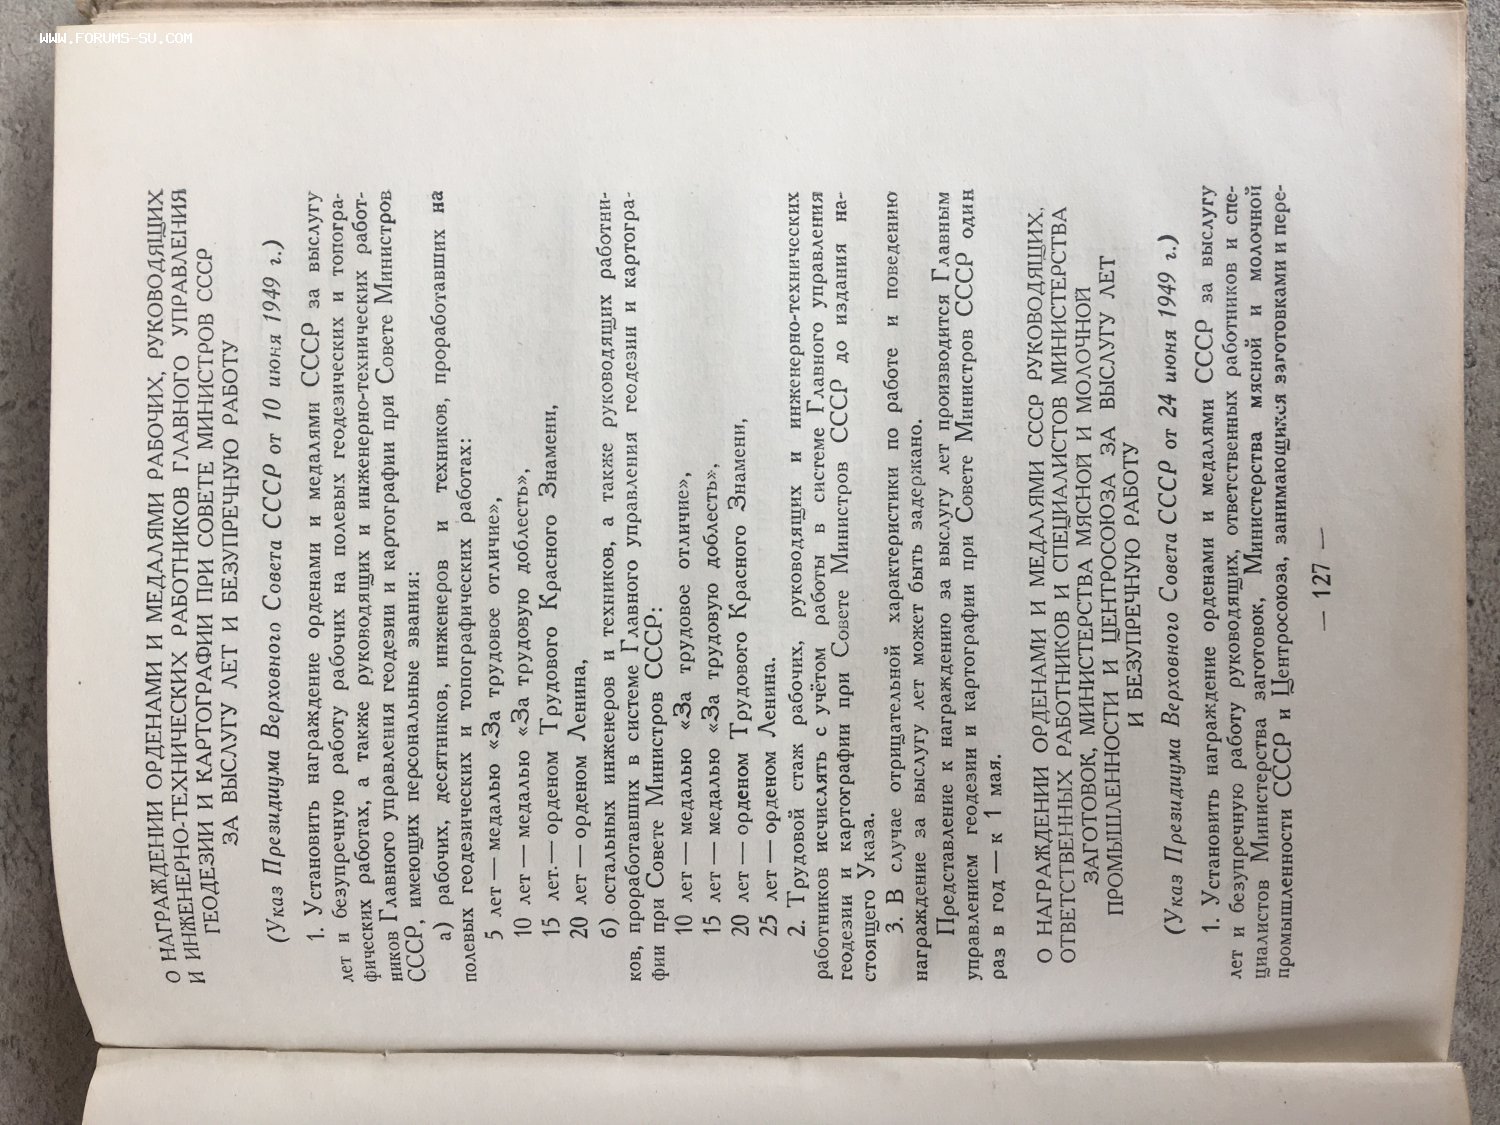 WWW.FORUMS-SU.COM
О НАГРАЖДЕНИИ ОРДЕНАМИ И МЕДАЛЯМИ РАБОЧИХ, РУКОВОДЯЩИХ
И ИНЖЕНЕРНО-ТЕХНИЧЕСКИХ РАБОТНИКОВ ГЛАВНОГО УПРАВЛЕНИЯ
ГЕОДЕЗИИ И КАРТОГРАФИИ ПРИ СОВЕТЕ МИНИСТРОВ СССР
ЗА ВЫСЛУГУ ЛЕТ И БЕЗУПРЕЧНУЮ РАБОТУ
(Указ Президиума Верховного Совета СССР от 10 июня 1949 г.)
1. Установить награждение орденами и медалями СССР за выслугу
лет и безупречную работу рабочих на полевых геодезических и топогра-
фических работах, а также руководящих и инженерно-технических работ-
ников Главного управления геодезии и картографии при Совете Министров
СССР, имеющих персональные звания:
а) рабочих, десятников, инженеров и техников, проработавших на
полевых геодезических и топографических работах:
5 лет — медалью «За трудовое отличие»,
10 лет — медалью «За трудовую доблесть»,
15 лет.— орденом Трудового Красного Знамени,
20 лет — орденом Ленина,
б) остальных инженеров и техников, а также руководящих работни-
ков, проработавших в системе Главного управления геодезии и картогра-
фии при Совете Министров СССР:
10 лет — медалью «За трудовое отличие»,
15 лет — медалью «За трудовую доблесть»,
20 лет — орденом Трудового Красного Знамени,
25 лет — орденом Ленина.
2. Трудовой стаж рабочих, руководящих и инженерно-технических
работников исчислять с учётом работы в системе Главного управления
геодезии и картографии при Совете Министров СССР до издания на-
стоящего Указа.
3. В случае отрицательной характеристики по работе и поведению
награждение за выслугу лет может быть задержано.
Представление к награждению за выслугу лет производится Главным
управлением геодезии и картографии при Совете Министров СССР один
раз в год — к 1 мая.
О НАГРАЖДЕНИИ ОРДЕНАМИ И МЕДАЛЯМИ СССР РУКОВОДЯЩИХ,
ОТВЕТСТВЕННЫХ РАБОТНИКОВ И СПЕЦИАЛИСТОВ МИНИСТЕРСТВА
ЗАГОТОВОК, МИНИСТЕРСТВА МЯСНОЙ И МОЛОЧНОЙ
ПРОМЫШЛЕННОСТИ И ЦЕНТРОСОЮЗА ЗА ВЫСЛУГУ ЛЕТ
И БЕЗУПРЕЧНУЮ РАБОТУ
(Указ Президиума Верховного Совета СССР от 24 июня 1949 г.)
1. Установить награждение орденами и медалями СССР за выслугу
лет и безупречную работу руководящих, ответственных работников и спе-
циалистов Министерства заготовок, Министерства мясной и молочной
промышленности СССР и Центросоюза, занимающихся заготовками и пере-
— 127 —